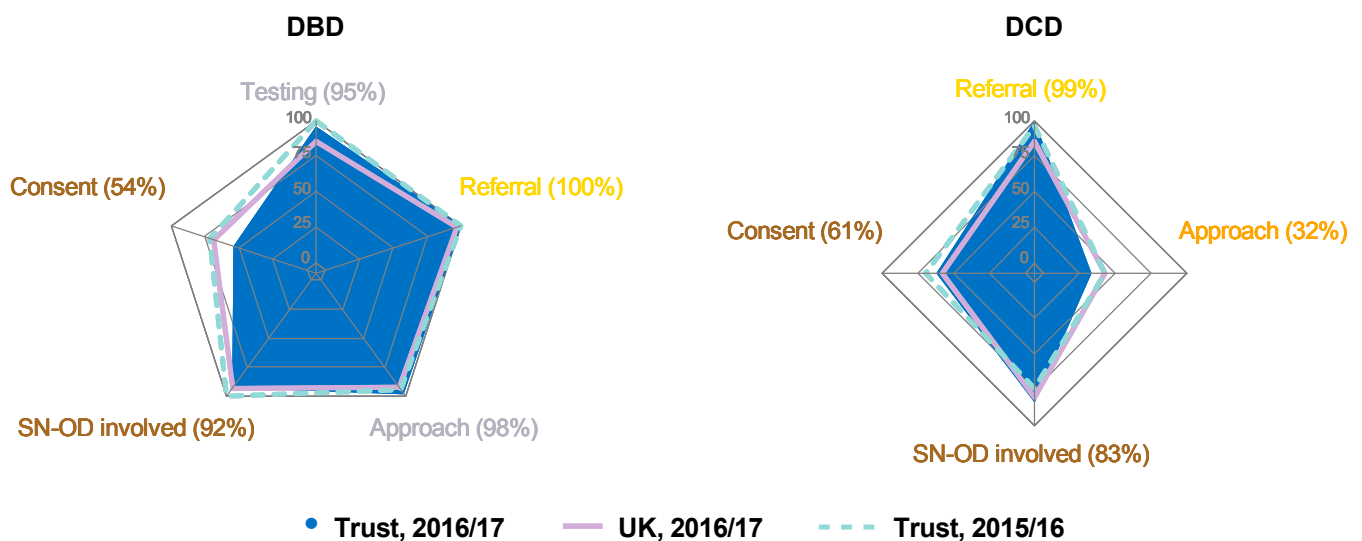 DBD
Testing (95%)
100
75
50
25
0
Consent (54%)
Referral (100%)
SN-OD involved (92%)
Approach (98%)
DCD
Referral (99%)
100
75
50
25
0
Consent (61%)
Approach (32%)
SN-OD involved (83%)
Trust, 2016/17
UK, 2016/17
Trust, 2015/16